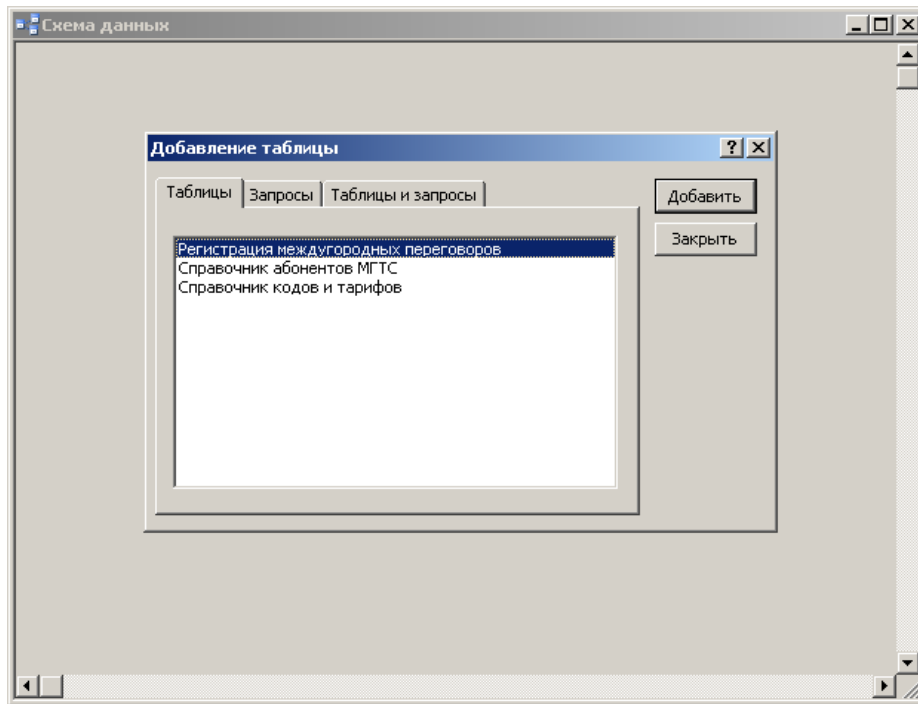 Схема данных
Добавление таблицы
Таблицы
Запросы
Таблицы и запросы
Добавить
Закрыть
Регистрация междугородных переговоров
Справочник абонентов МГТС
Справочник кодов и тарифов